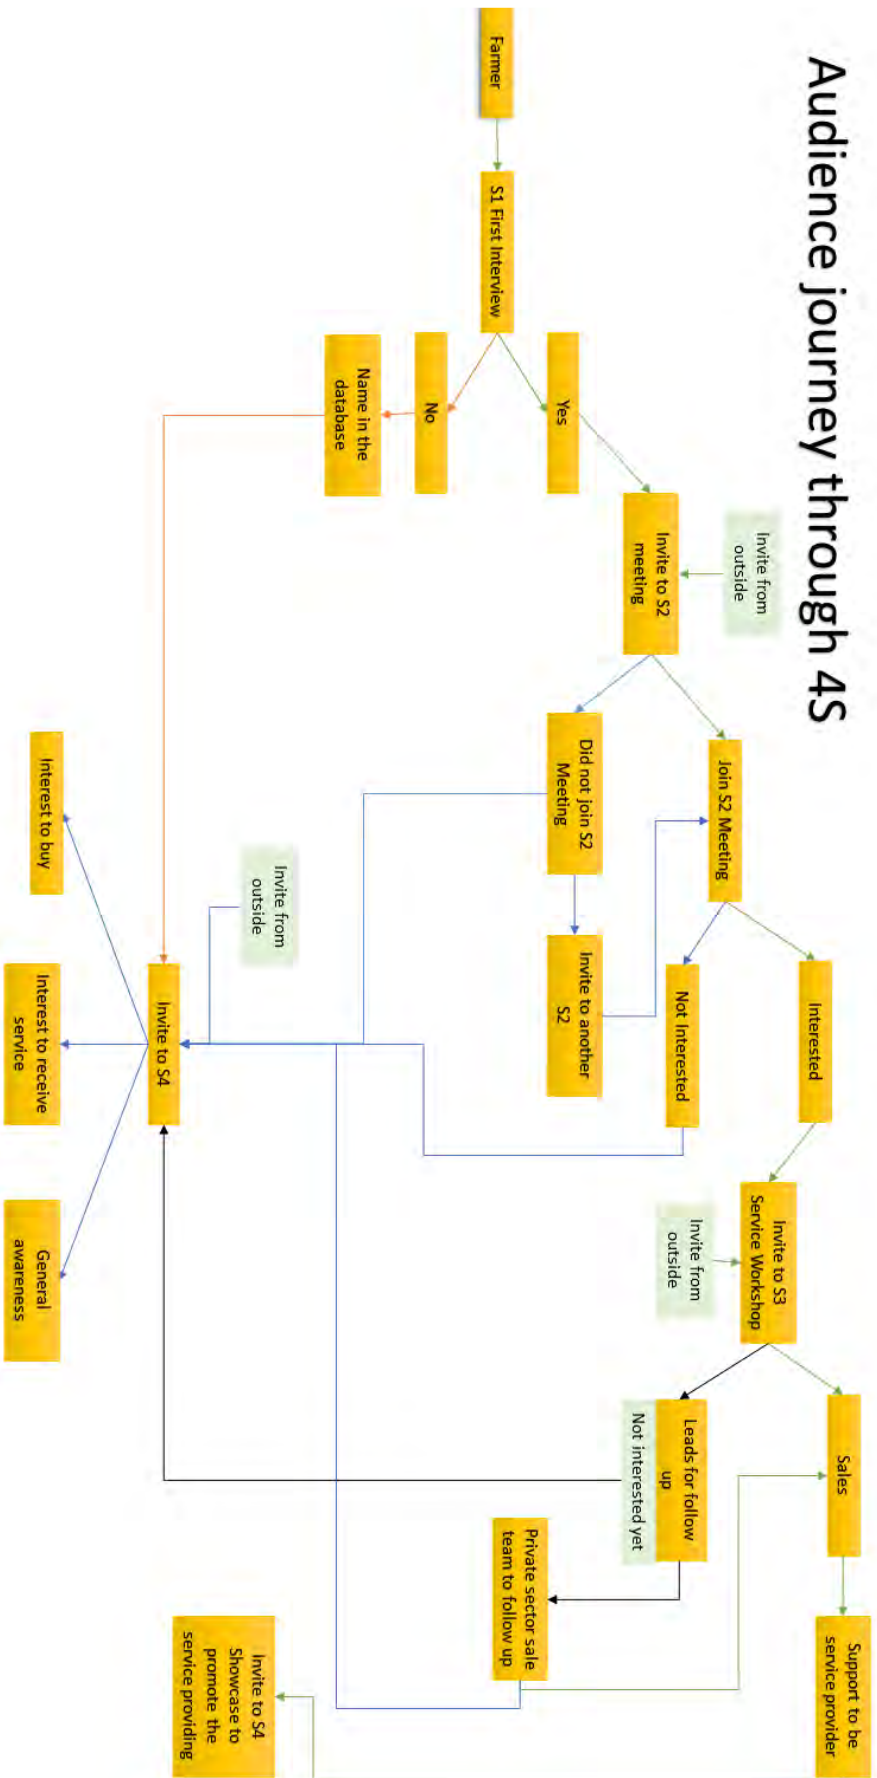 Audience journey through 4S
Farmer
S1 First Interview
Yes
No
Name in the
database
Invite from
outside
Invite to S2
meeting
Join S2 Meeting
Did not join S2
Meeting
Invite to another
S2
Interested
Not Interested
Invite from
outside
Invite to S4
Interest to buy
Interest to receive
service
General
awareness
Invite to S3
Service Workshop
Invite from
outside
Sales
Leads for follow
up
Not interested yet
Private sector sale
team to follow up
Support to be
service provider
Invite to S4
Showcase to
promote the
service providing